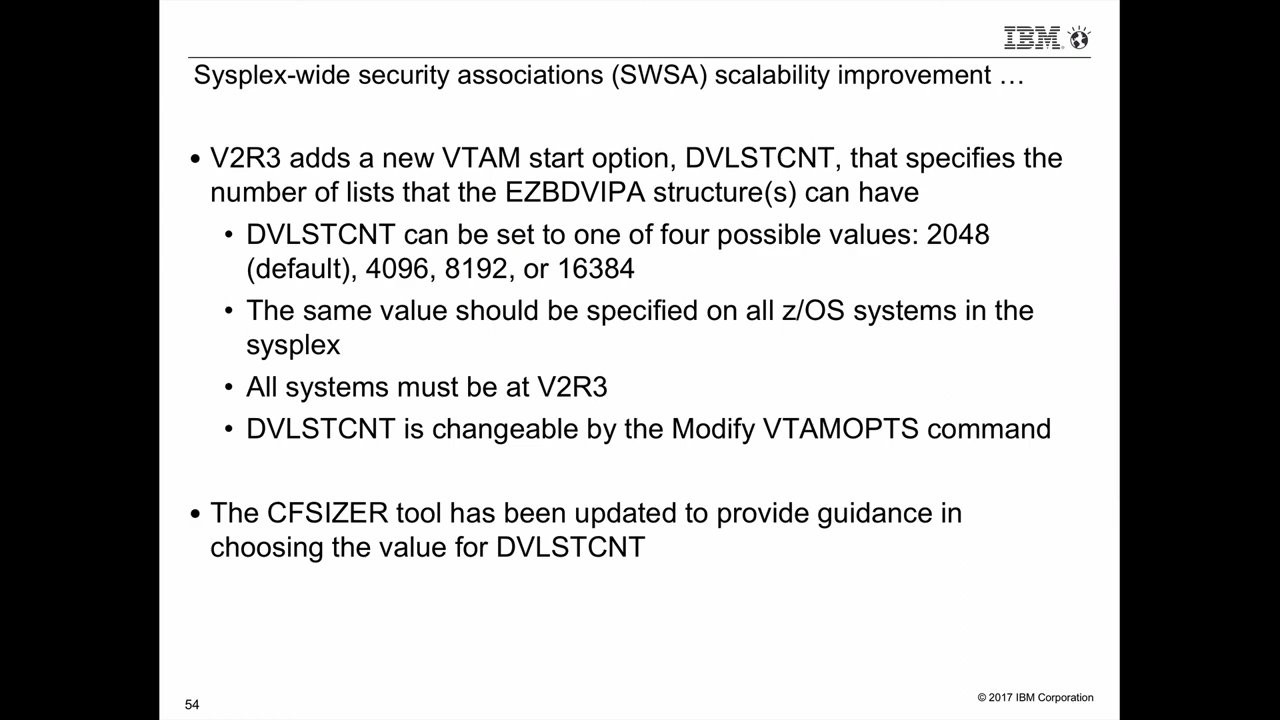 IBM
Sysplex-wide security associations (SWSA) scalability improvement …
• V2R3 adds a new VTAM start option, DVLSTCNT, that specifies the
number of lists that the EZBDVIPA structure(s) can have
• DVLSTCNT can be set to one of four possible values: 2048
(default), 4096, 8192, or 16384
• The same value should be specified on all z/OS systems in the
sysplex
• All systems must be at V2R3
• DVLSTCNT is changeable by the Modify VTAMOPTS command
• The CFSIZER tool has been updated to provide guidance in
choosing the value for DVLSTCNT
54
© 2017 IBM Corporation